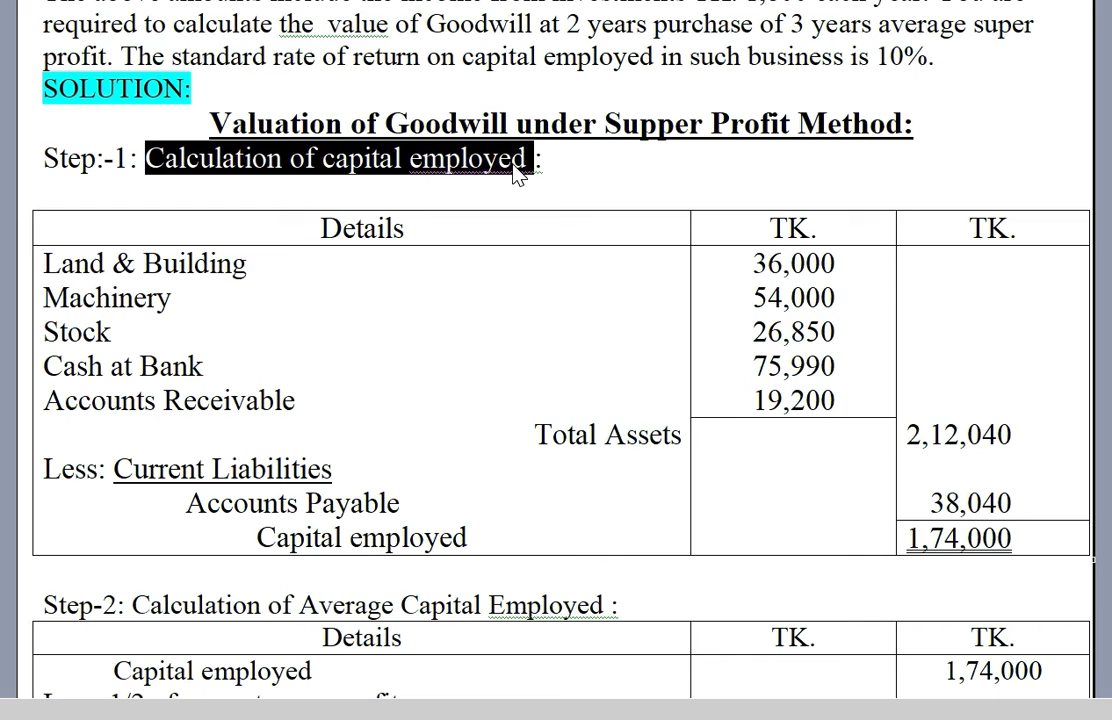 required to calculate the value of Goodwill at 2 years purchase of 3 years average super
profit. The standard rate of return on capital employed in such business is 10%.
SOLUTION:
Valuation of Goodwill under Supper Profit Method:
Step:-1: Calculation of capital employed :
Details TK. TK.
Land & Building 36,000
Machinery 54,000
Stock 26,850
Cash at Bank 75,990
Accounts Receivable 19,200
Total Assets 2,12,040
Less: Current Liabilities
Accounts Payable 38,040
Capital employed 1,74,000
Step-2: Calculation of Average Capital Employed :
Details TK. TK.
Capital employed 1,74,000